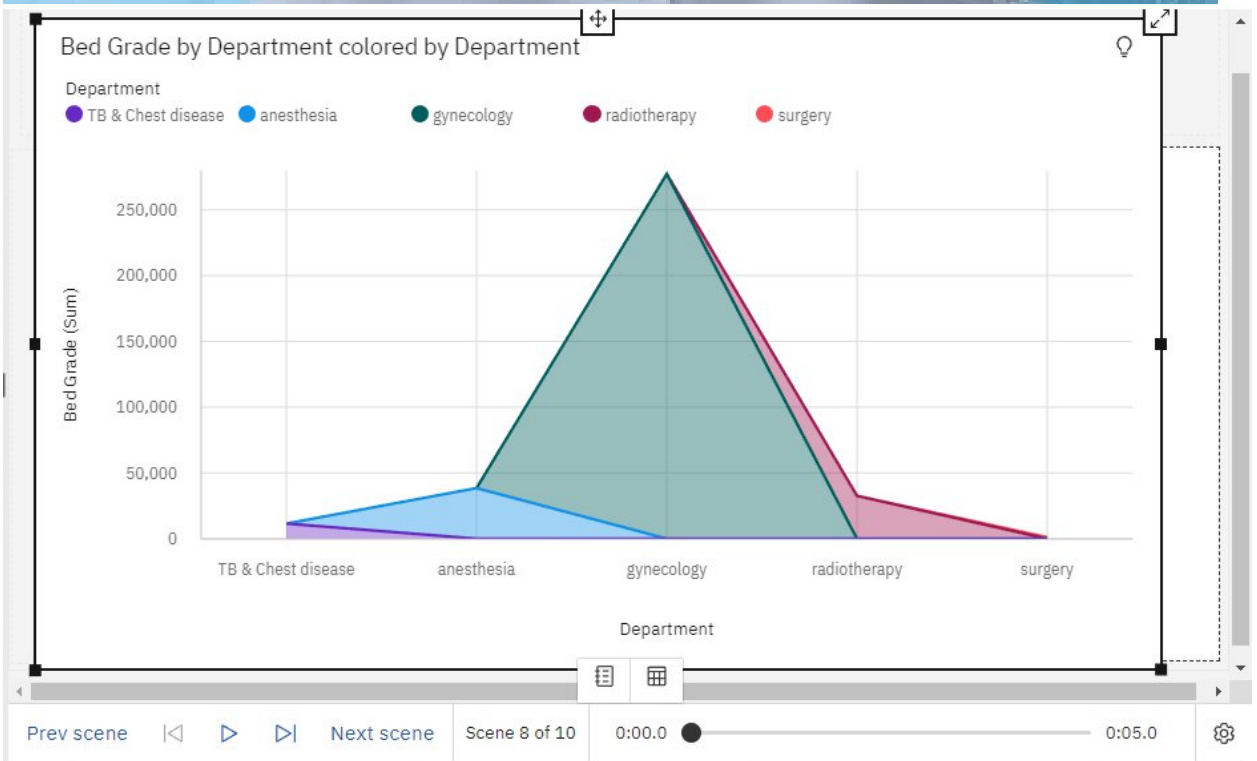 Bed Grade by Department colored by Department
Department
TB & Chest disease anesthesia gynecology radiotherapy surgery
250,000
200,000
150,000
100,000
50,000
0
Bed Grade (Sum)
TB & Chest disease anesthesia gynecology radiotherapy surgery
Department
Prev scene Next scene Scene 8 of 10 0:00.0 0:05.0